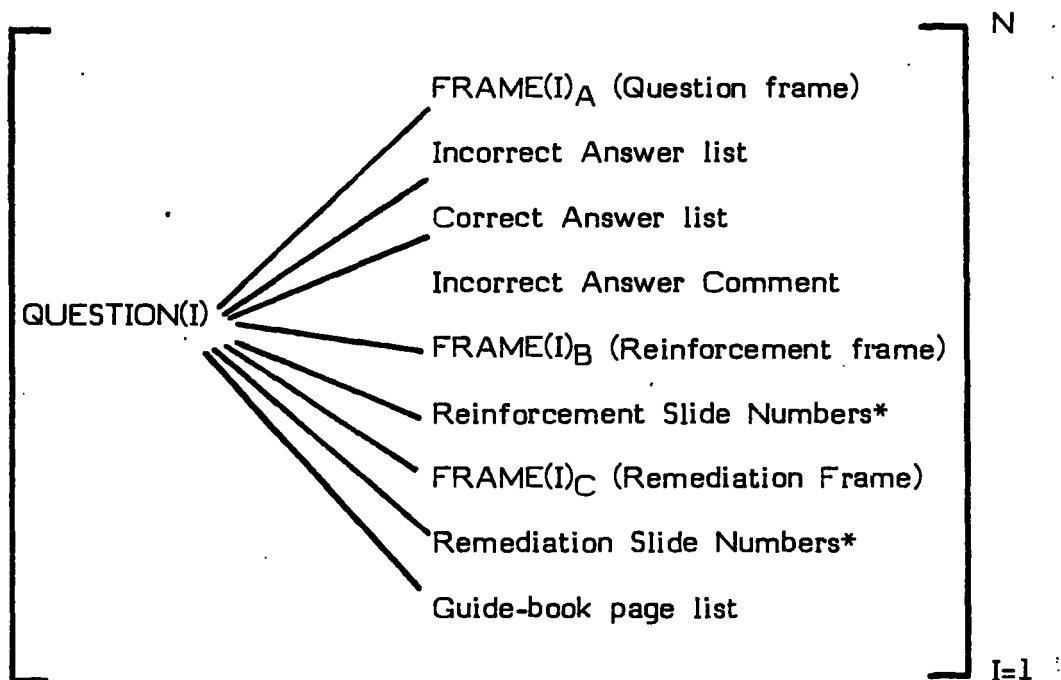 N
FRAME(I)A (Question frame)
Incorrect Answer list
Correct Answer list
Incorrect Answer Comment
QUESTION(I)
FRAME(I)B (Reinforcement frame)
Reinforcement Slide Numbers*
FRAME(I)C (Remediation Frame)
Remediation Slide Numbers*
Guide-book page list
I=1